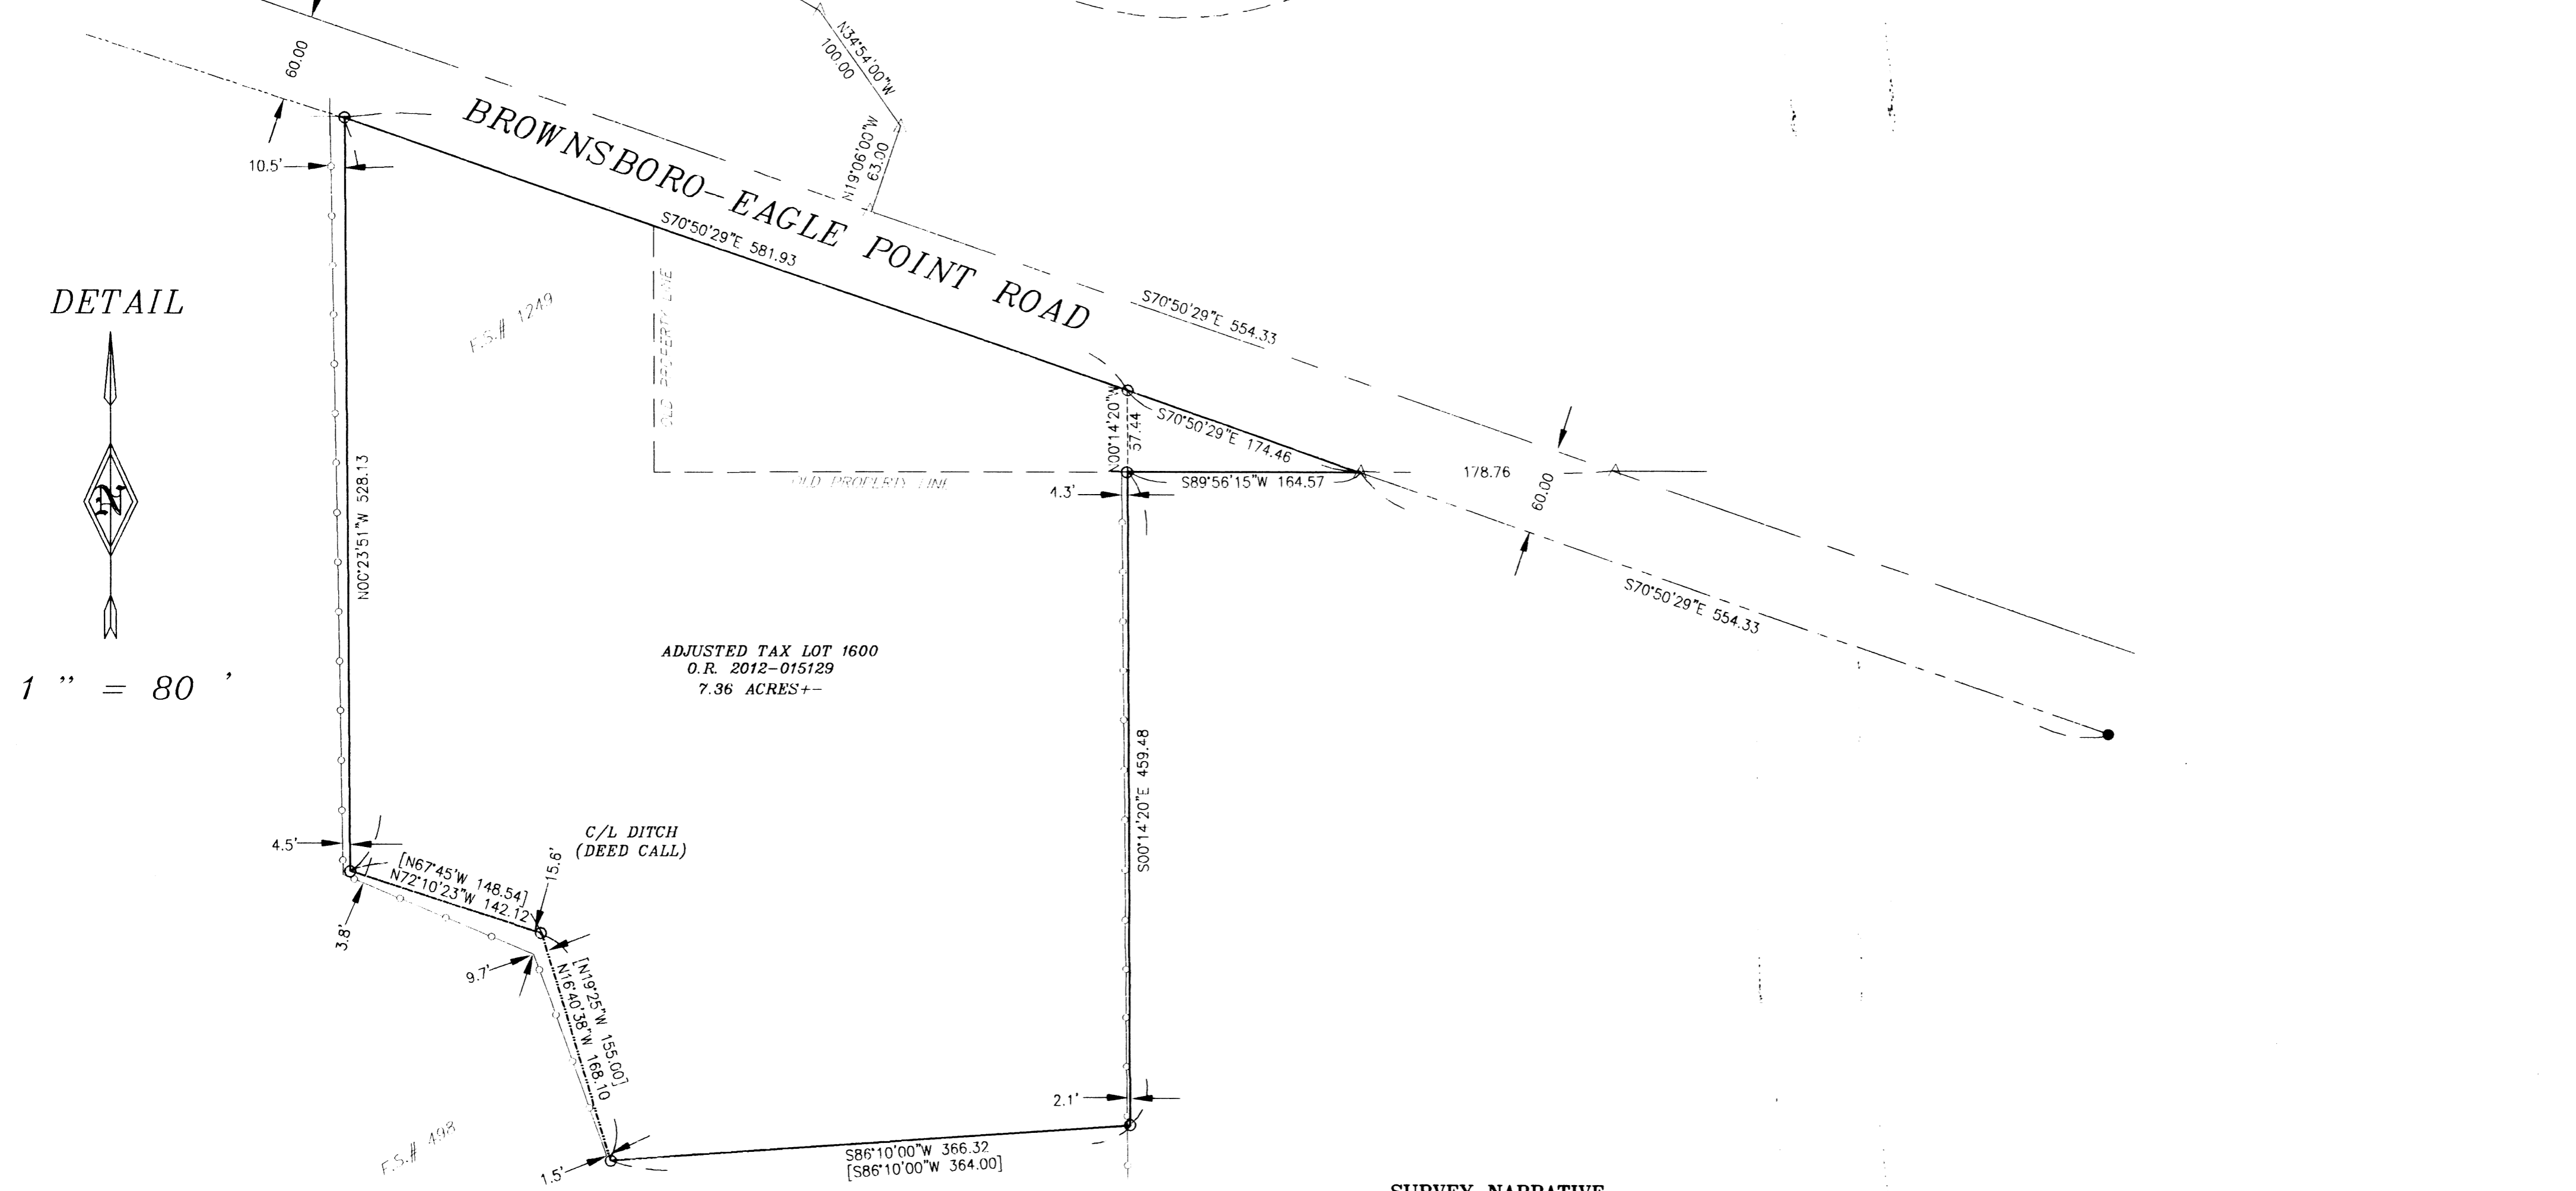 60.00
N34°54'00"W
100.00
N19°06'00"W
63.00
BROWNSBORO-EAGLE POINT ROAD
10.5'
S70°50'29"E 581.93
OLD PROPERTY LINE
F.S.# 1249
DETAIL
N
1" = 80'
S70°50'29"E 554.33
N00°14'20"W
57.44
S70°50'29"E 174.46
OLD PROPERTY LINE
S89°56'15"W 164.57
178.76
60.00
S70°50'29"E 554.33
N00°23'51"W 528.13
ADJUSTED TAX LOT 1600
O.R. 2012-015129
7.36 ACRES+-
S00°14'20"E 459.48
4.5'
C/L DITCH
(DEED CALL)
[N67°45'W 148.54]
N72°10'23"W 142.12
15.6'
3.8'
9.7'
[N19°25"W 155.00]
N16°40'38"W 168.10
2.1'
F.S.# 498
1.5'
S86°10'00"W 366.32
[S86°10'00"W 364.00]
SURVEY NARRATIVE